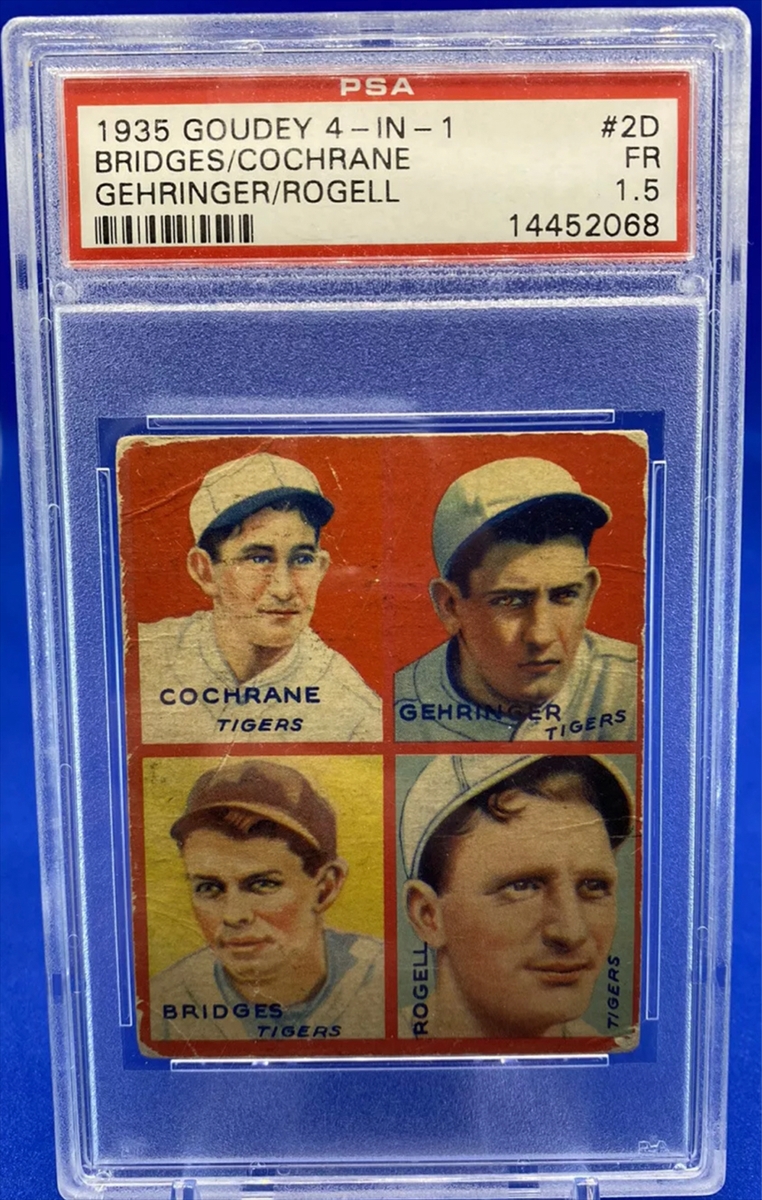 PSA
1935 GOUDEY 4-IN-1 #2D
BRIDGES/COCHRANE FR
GEHRINGER/ROGELL 1.5
14452068
COCHRANE
TIGERS
GEHRINGER
TIGERS
BRIDGES
TIGERS
ROGELL
TIGERS
PSA